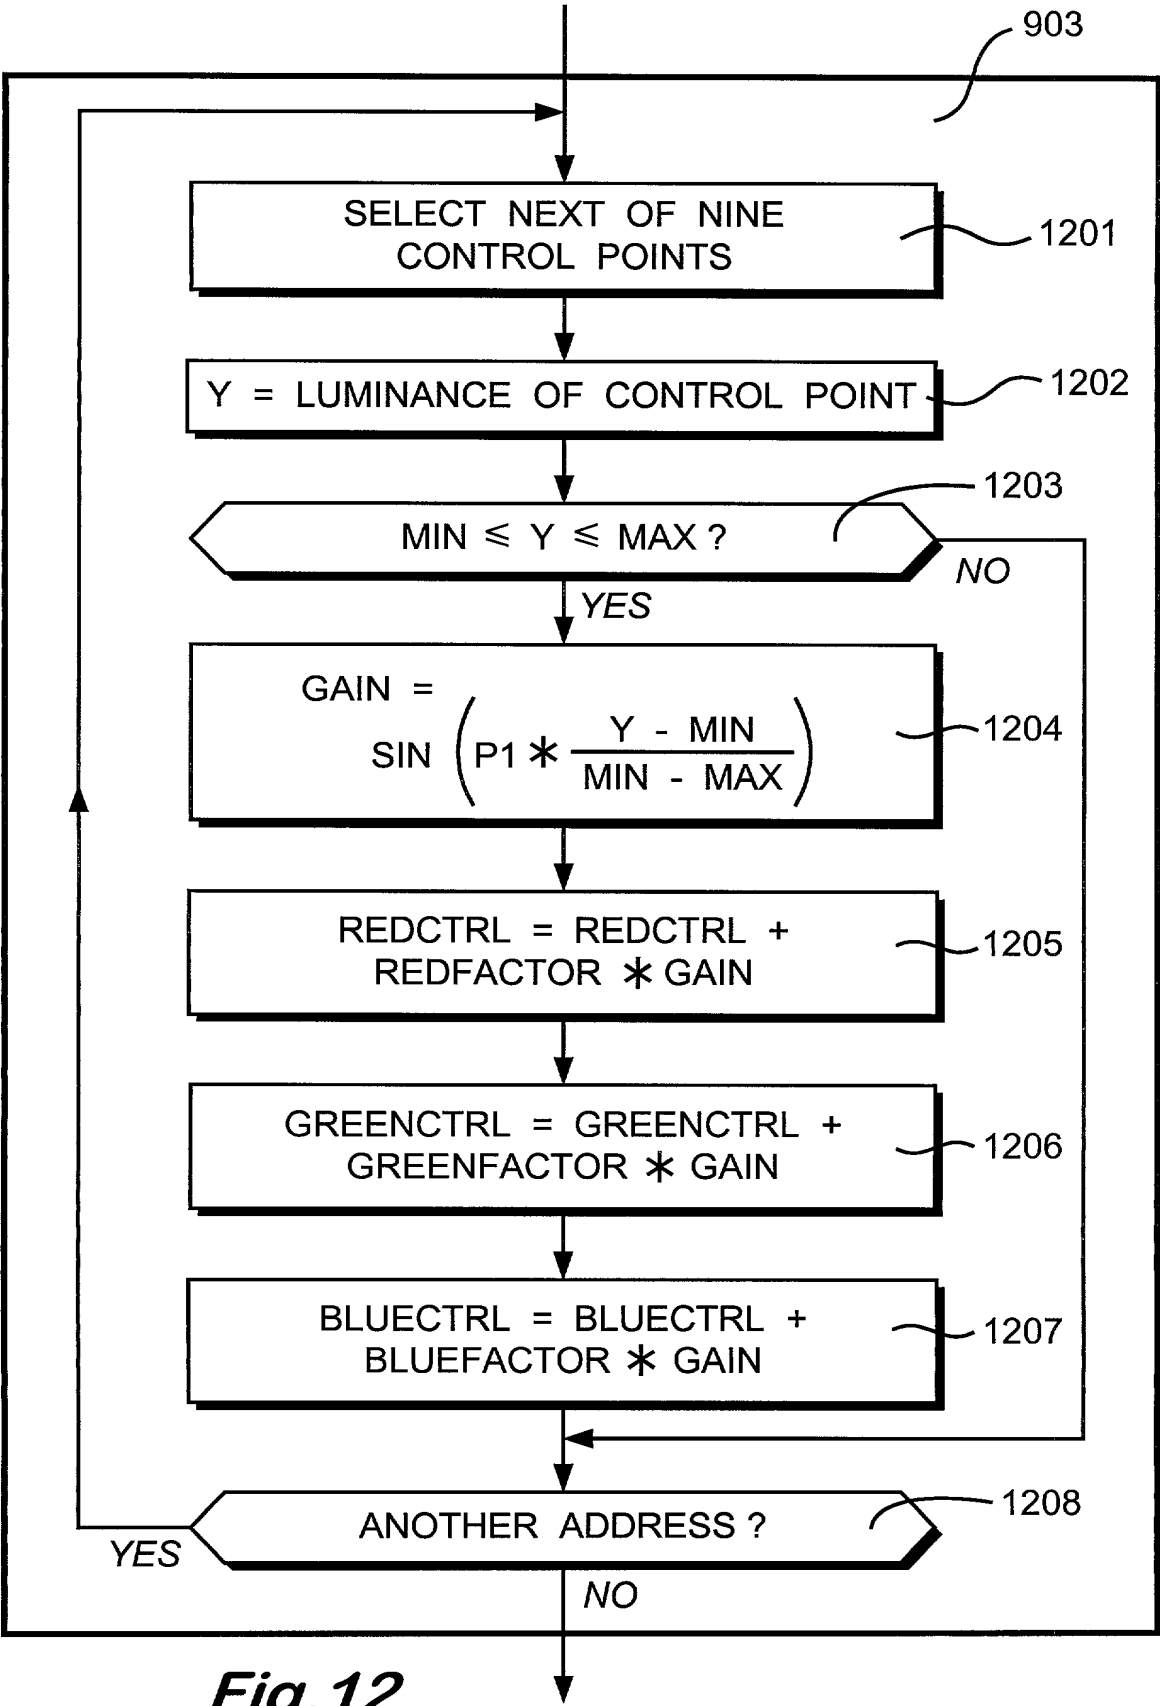 903
SELECT NEXT OF NINE
CONTROL POINTS
1201
Y = LUMINANCE OF CONTROL POINT
1202
1203
MIN ≤ Y ≤ MAX ?
NO
YES
GAIN =
SIN (P1 * Y - MIN
MIN - MAX)
1204
REDCTRL = REDCTRL +
REDFACTOR * GAIN
1205
GREENCTRL = GREENCTRL +
GREENFACTOR * GAIN
1206
BLUECTRL = BLUECTRL +
BLUEFACTOR * GAIN
1207
1208
ANOTHER ADDRESS ?
YES
NO
Fig. 12